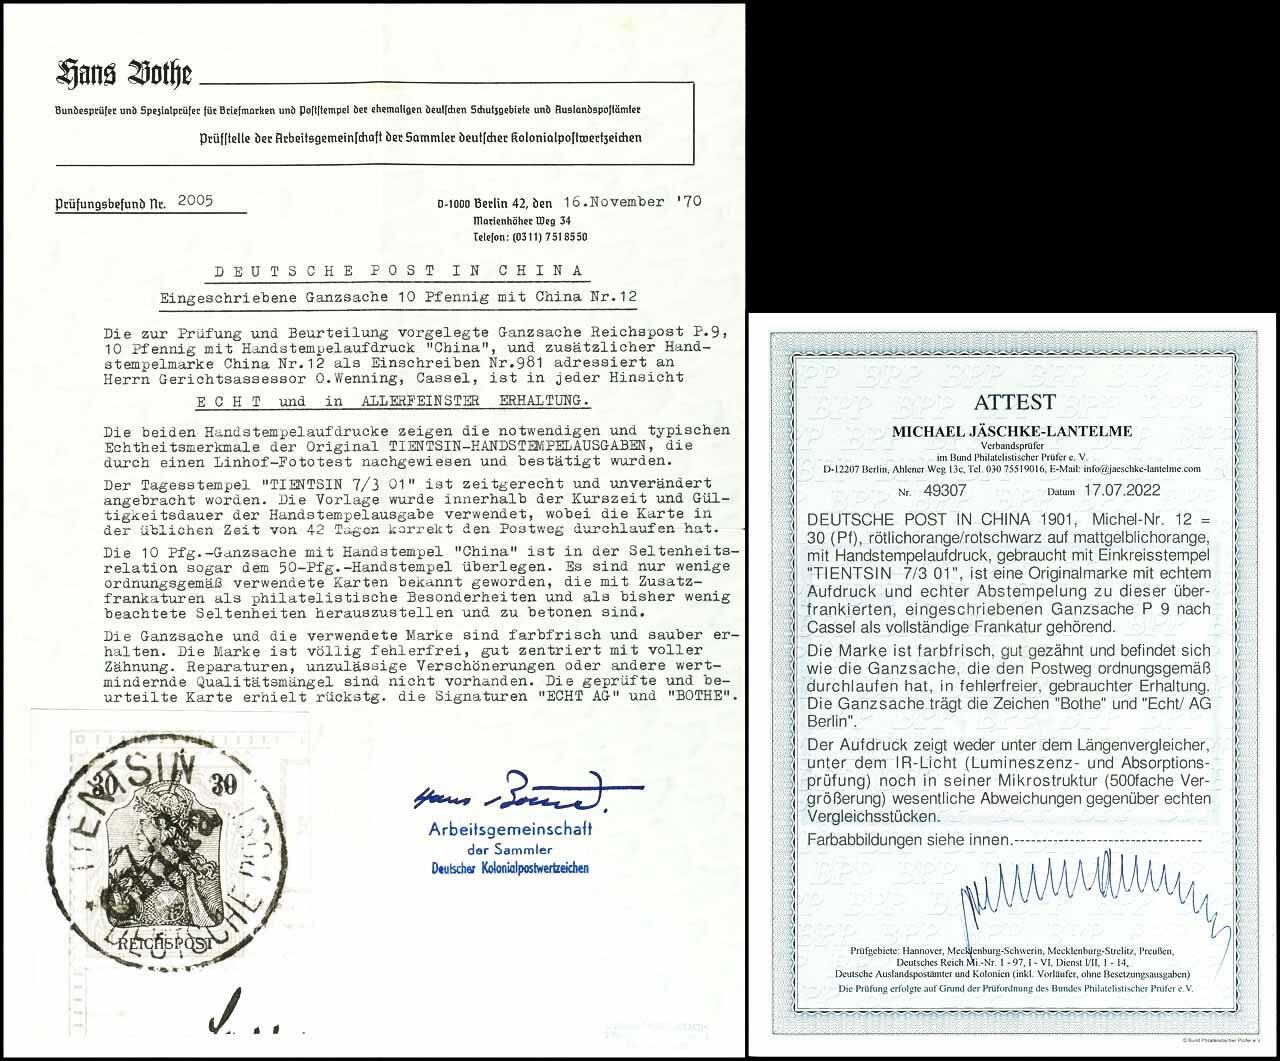 Hans Bothe
Bundesprüfer und Spezialprüfer für Briefmarken und Poststempel der ehemaligen deutschen Schutzgebiete und Auslandspostämter
Prüfstelle der Arbeitsgemeinschaft der Sammler deutscher Kolonialpostwertzeichen
Prüfungsbefund Nr. 2005
D-1000 Berlin 42, den 16.November '70
Marienhöher Weg 34
Telefon: (0311) 7518550
DEUTSCHE POST IN CHINA
Eingeschriebene Ganzsache 10 Pfennig mit China Nr.12
Die zur Prüfung und Beurteilung vorgelegte Ganzsache Reichspost P.9,
10 Pfennig mit Handstempelaufdruck "China", und zusätzlicher Hand-
stempelmarke China Nr.12 als Einschreiben Nr.981 adressiert an
Herrn Gerichtsassessor O.Wenning, Cassel, ist in jeder Hinsicht
ECHT und in ALLERFEINSTER ERHALTUNG.
Die beiden Handstempelaufdrucke zeigen die notwendigen und typischen
Echtheitsmerkmale der Original TIENTSIN-HANDSTEMPELAUSGABEN, die
durch einen Linhof-Fototest nachgewiesen und bestätigt wurden.
Der Tagesstempel "TIENTSIN 7/3 01" ist zeitgerecht und unverändert
angebracht worden. Die Vorlage wurde innerhalb der Kurszeit und Gül-
tigkeitsdauer der Handstempelausgabe verwendet, wobei die Karte in
der üblichen Zeit von 42 Tagen korrekt den Postweg durchlaufen hat.
Die 10 Pfg.-Ganzsache mit Handstempel "China" ist in der Seltenheits-
relation sogar dem 50-Pfg.-Handstempel überlegen. Es sind nur wenige
ordnungsgemäß verwendete Karten bekannt geworden, die mit Zusatz-
frankaturen als philatelistische Besonderheiten und als bisher wenig
beachtete Seltenheiten herauszustellen und zu betonen sind.
Die Ganzsache und die verwendete Marke sind farbfrisch und sauber er-
halten. Die Marke ist völlig fehlerfrei, gut zentriert mit voller
Zähnung. Reparaturen, unzulässige Verschönerungen oder andere wert-
mindernde Qualitätsmängel sind nicht vorhanden. Die geprüfte und be-
urteilte Karte erhielt rückstg. die Signaturen "ECHT AG" und "BOTHE".
TIENTSIN
30 30
China
REICHSPOST
DEUTSCHE POST
Hans Bothe.
Arbeitsgemeinschaft
der Sammler
Deutscher Kolonialpostwertzeichen
ATTEST
MICHAEL JÄSCHKE-LANTELME
Verbandsprüfer
im Bund Philatelistischer Prüfer e. V.
D-12207 Berlin, Ahlener Weg 13c, Tel. 030 75519016, E-Mail: info@jaeschke-lantelme.com
Nr. 49307 Datum 17.07.2022
DEUTSCHE POST IN CHINA 1901, Michel-Nr. 12 =
30 (Pf), rötlichorange/rotschwarz auf mattgelblichorange,
mit Handstempelaufdruck, gebraucht mit Einkreisstempel
"TIENTSIN 7/3 01", ist eine Originalmarke mit echtem
Aufdruck und echter Abstempelung zu dieser über-
frankierten, eingeschriebenen Ganzsache P 9 nach
Cassel als vollständige Frankatur gehörend.
Die Marke ist farbfrisch, gut gezähnt und befindet sich
wie die Ganzsache, die den Postweg ordnungsgemäß
durchlaufen hat, in fehlerfreier, gebrauchter Erhaltung.
Die Ganzsache trägt die Zeichen "Bothe" und "Echt/ AG
Berlin".
Der Aufdruck zeigt weder unter dem Längenvergleicher,
unter dem IR-Licht (Lumineszenz- und Absorptions-
prüfung) noch in seiner Mikrostruktur (500fache Ver-
größerung) wesentliche Abweichungen gegenüber echten
Vergleichsstücken.
Farbabbildungen siehe innen.--------------------------------
Prüfgebiete: Hannover, Mecklenburg-Schwerin, Mecklenburg-Strelitz, Preußen,
Deutsches Reich Mi.-Nr. 1 - 97, I - VI, Dienst I/II, 1 - 14,
Deutsche Auslandspostämter und Kolonien (inkl. Vorläufer, ohne Besetzungsausgaben)
Die Prüfung erfolgte auf Grund der Prüfordnung des Bundes Philatelistischer Prüfer e.V.
© Bund Philatelistischer Prüfer e.V.